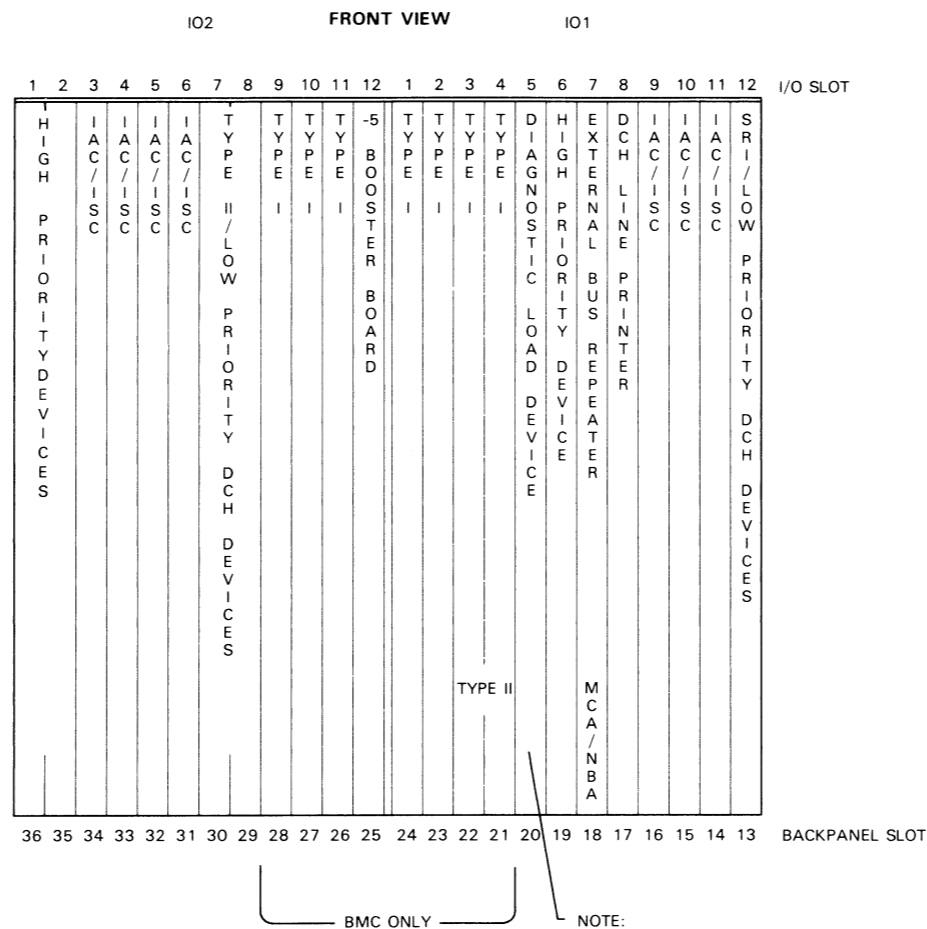 FRONT VIEW
IO2 IO1
1 2 3 4 5 6 7 8 9 10 11 12 1 2 3 4 5 6 7 8 9 10 11 12 I/O SLOT
HIGH PRIORITY DEVICES
IAC/ISC
IAC/ISC
IAC/ISC
IAC/ISC
TYPE II/LOW PRIORITY DCH DEVICES
TYPE I
TYPE I
TYPE I
-5 BOOSTER BOARD
TYPE I
TYPE I
TYPE I
TYPE I
TYPE II
DIAGNOSTIC LOAD DEVICE
HIGH PRIORITY DEVICE
EXTERNAL BUS REPEATER
MCA/NBA
DCH LINE PRINTER
IAC/ISC
IAC/ISC
IAC/ISC
SRI/LOW PRIORITY DCH DEVICES
36 35 34 33 32 31 30 29 28 27 26 25 24 23 22 21 20 19 18 17 16 15 14 13 BACKPANEL SLOT
BMC ONLY
NOTE: